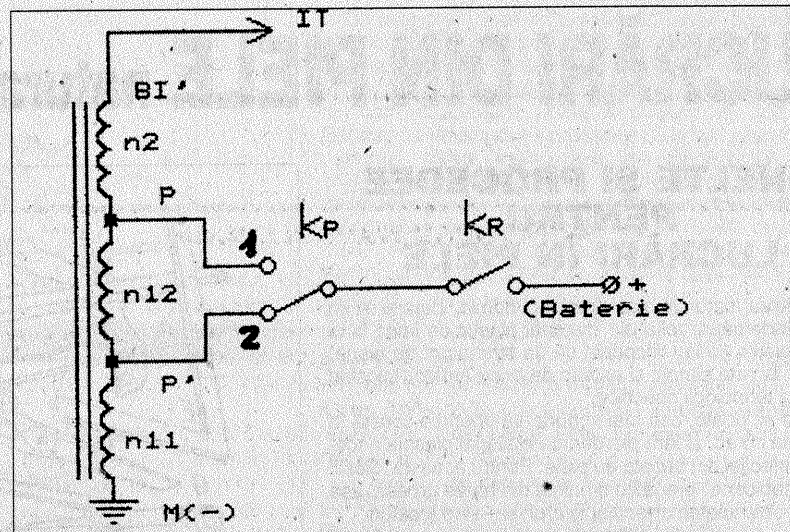 IT
BI'
n2
P
KP
KR
1
n12
+
(Baterie)
2
P'
n11
M(-)